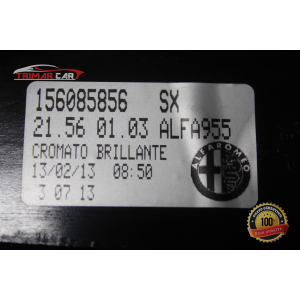 TRIMAR CAR
156085856 SX
21.56 01.03 ALFA955
CROMATO BRILLANTE
13/02/13 08:50
3 07 13
ALFA ROMEO
100